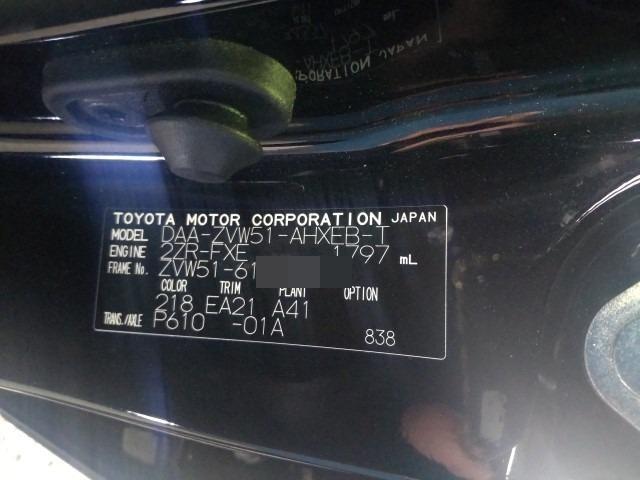 TOYOTA MOTOR CORPORATION JAPAN
MODEL DAA-ZVW51-AHXEB-T
ENGINE 2ZR-FXE 1797 mL
FRAME No. ZVW51-61
COLOR TRIM PLANT OPTION
218 EA21 A41
TRANS./AXLE P610 -01A
838